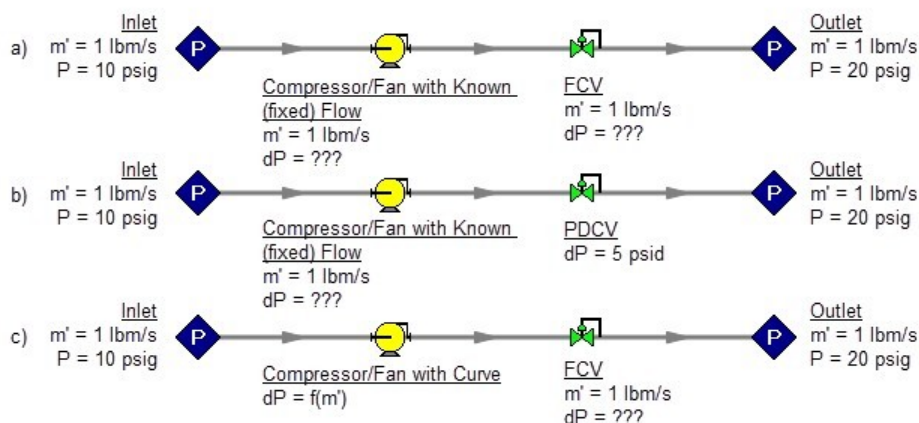 a)
Inlet
m' = 1 lbm/s
P = 10 psig
P
Compressor/Fan with Known
(fixed) Flow
m' = 1 lbm/s
dP = ???
FCV
m' = 1 lbm/s
dP = ???
P
Outlet
m' = 1 lbm/s
P = 20 psig
b)
Inlet
m' = 1 lbm/s
P = 10 psig
P
Compressor/Fan with Known
(fixed) Flow
m' = 1 lbm/s
dP = ???
PDCV
dP = 5 psid
P
Outlet
m' = 1 lbm/s
P = 20 psig
c)
Inlet
m' = 1 lbm/s
P = 10 psig
P
Compressor/Fan with Curve
dP = f(m')
FCV
m' = 1 lbm/s
dP = ???
P
Outlet
m' = 1 lbm/s
P = 20 psig